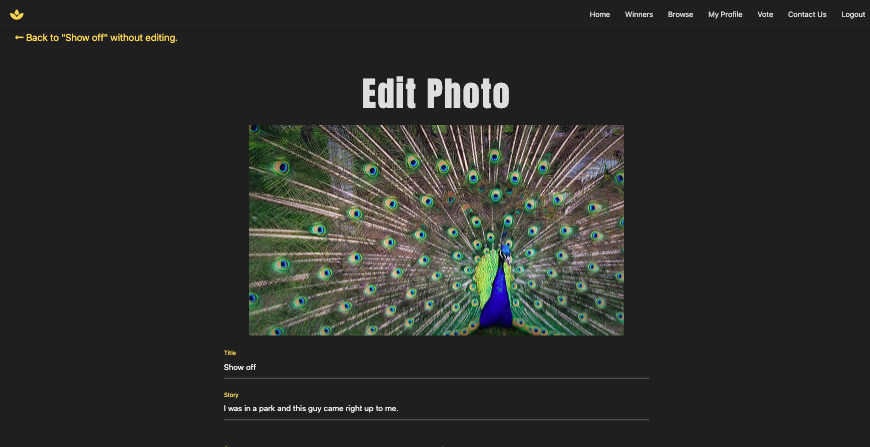 Home Winners Browse My Profile Vote Contact Us Logout
← Back to "Show off" without editing.
Edit Photo
Title
Show off
Story
I was in a park and this guy came right up to me.